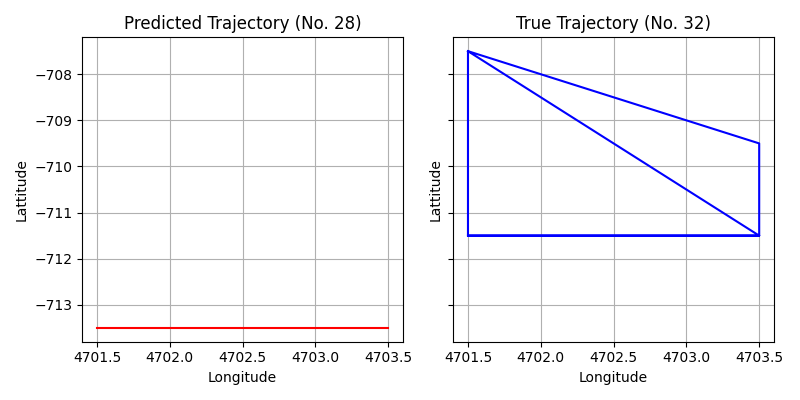 Predicted Trajectory (No. 28)
Lattitude
−708
−709
−710
−711
−712
−713
4701.5 4702.0 4702.5 4703.0 4703.5
Longitude
True Trajectory (No. 32)
Lattitude
4701.5 4702.0 4702.5 4703.0 4703.5
Longitude